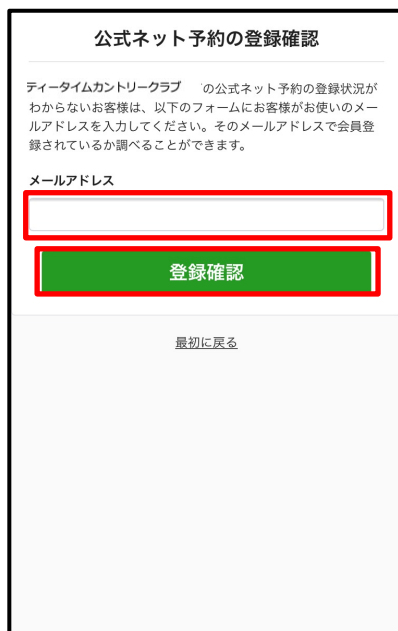 公式ネット予約の登録確認
ティータイムカントリークラブ の公式ネット予約の登録状況が
わからないお客様は、以下のフォームにお客様がお使いのメー
ルアドレスを入力してください。そのメールアドレスで会員登
録されているか調べることができます。
メールアドレス
登録確認
最初に戻る